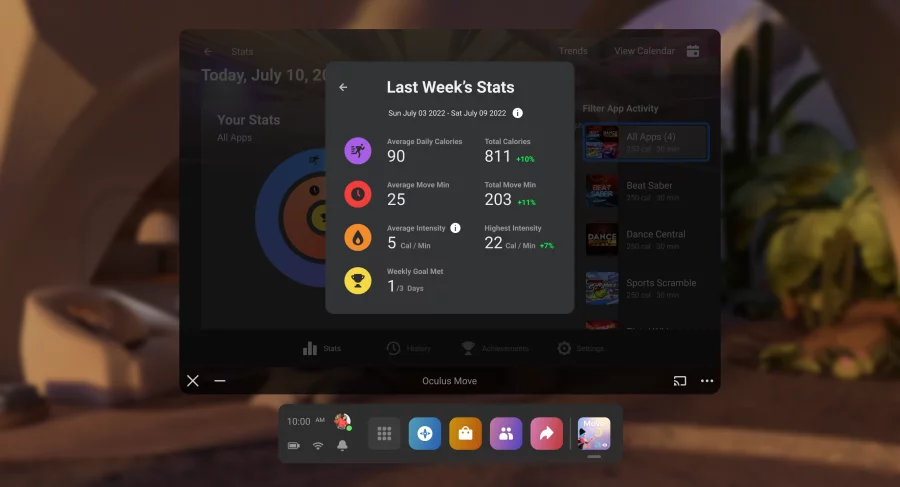 Stats
Trends
View Calendar
Today, July 10, 20
Your Stats
All Apps
Last Week's Stats
Sun July 03 2022 - Sat July 09 2022
Average Daily Calories
90
Total Calories
811 +10%
Average Move Min
25
Total Move Min
203 +11%
Average Intensity
5 Cal / Min
Highest Intensity
22 Cal / Min +7%
Weekly Goal Met
1/3 Days
Filter App Activity
All Apps (4)
250 cal · 30 min
Beat Saber
250 cal · 30 min
Dance Central
250 cal · 30 min
Sports Scramble
250 cal · 30 min
Stats
History
Achievements
Settings
Oculus Move
10:00 AM
Move